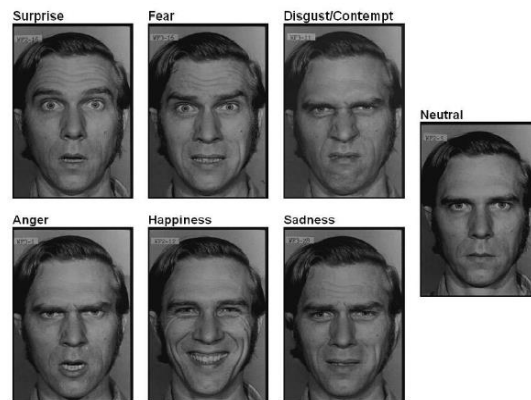 Surprise
Fear
Disgust/Contempt
Neutral
Anger
Happiness
Sadness